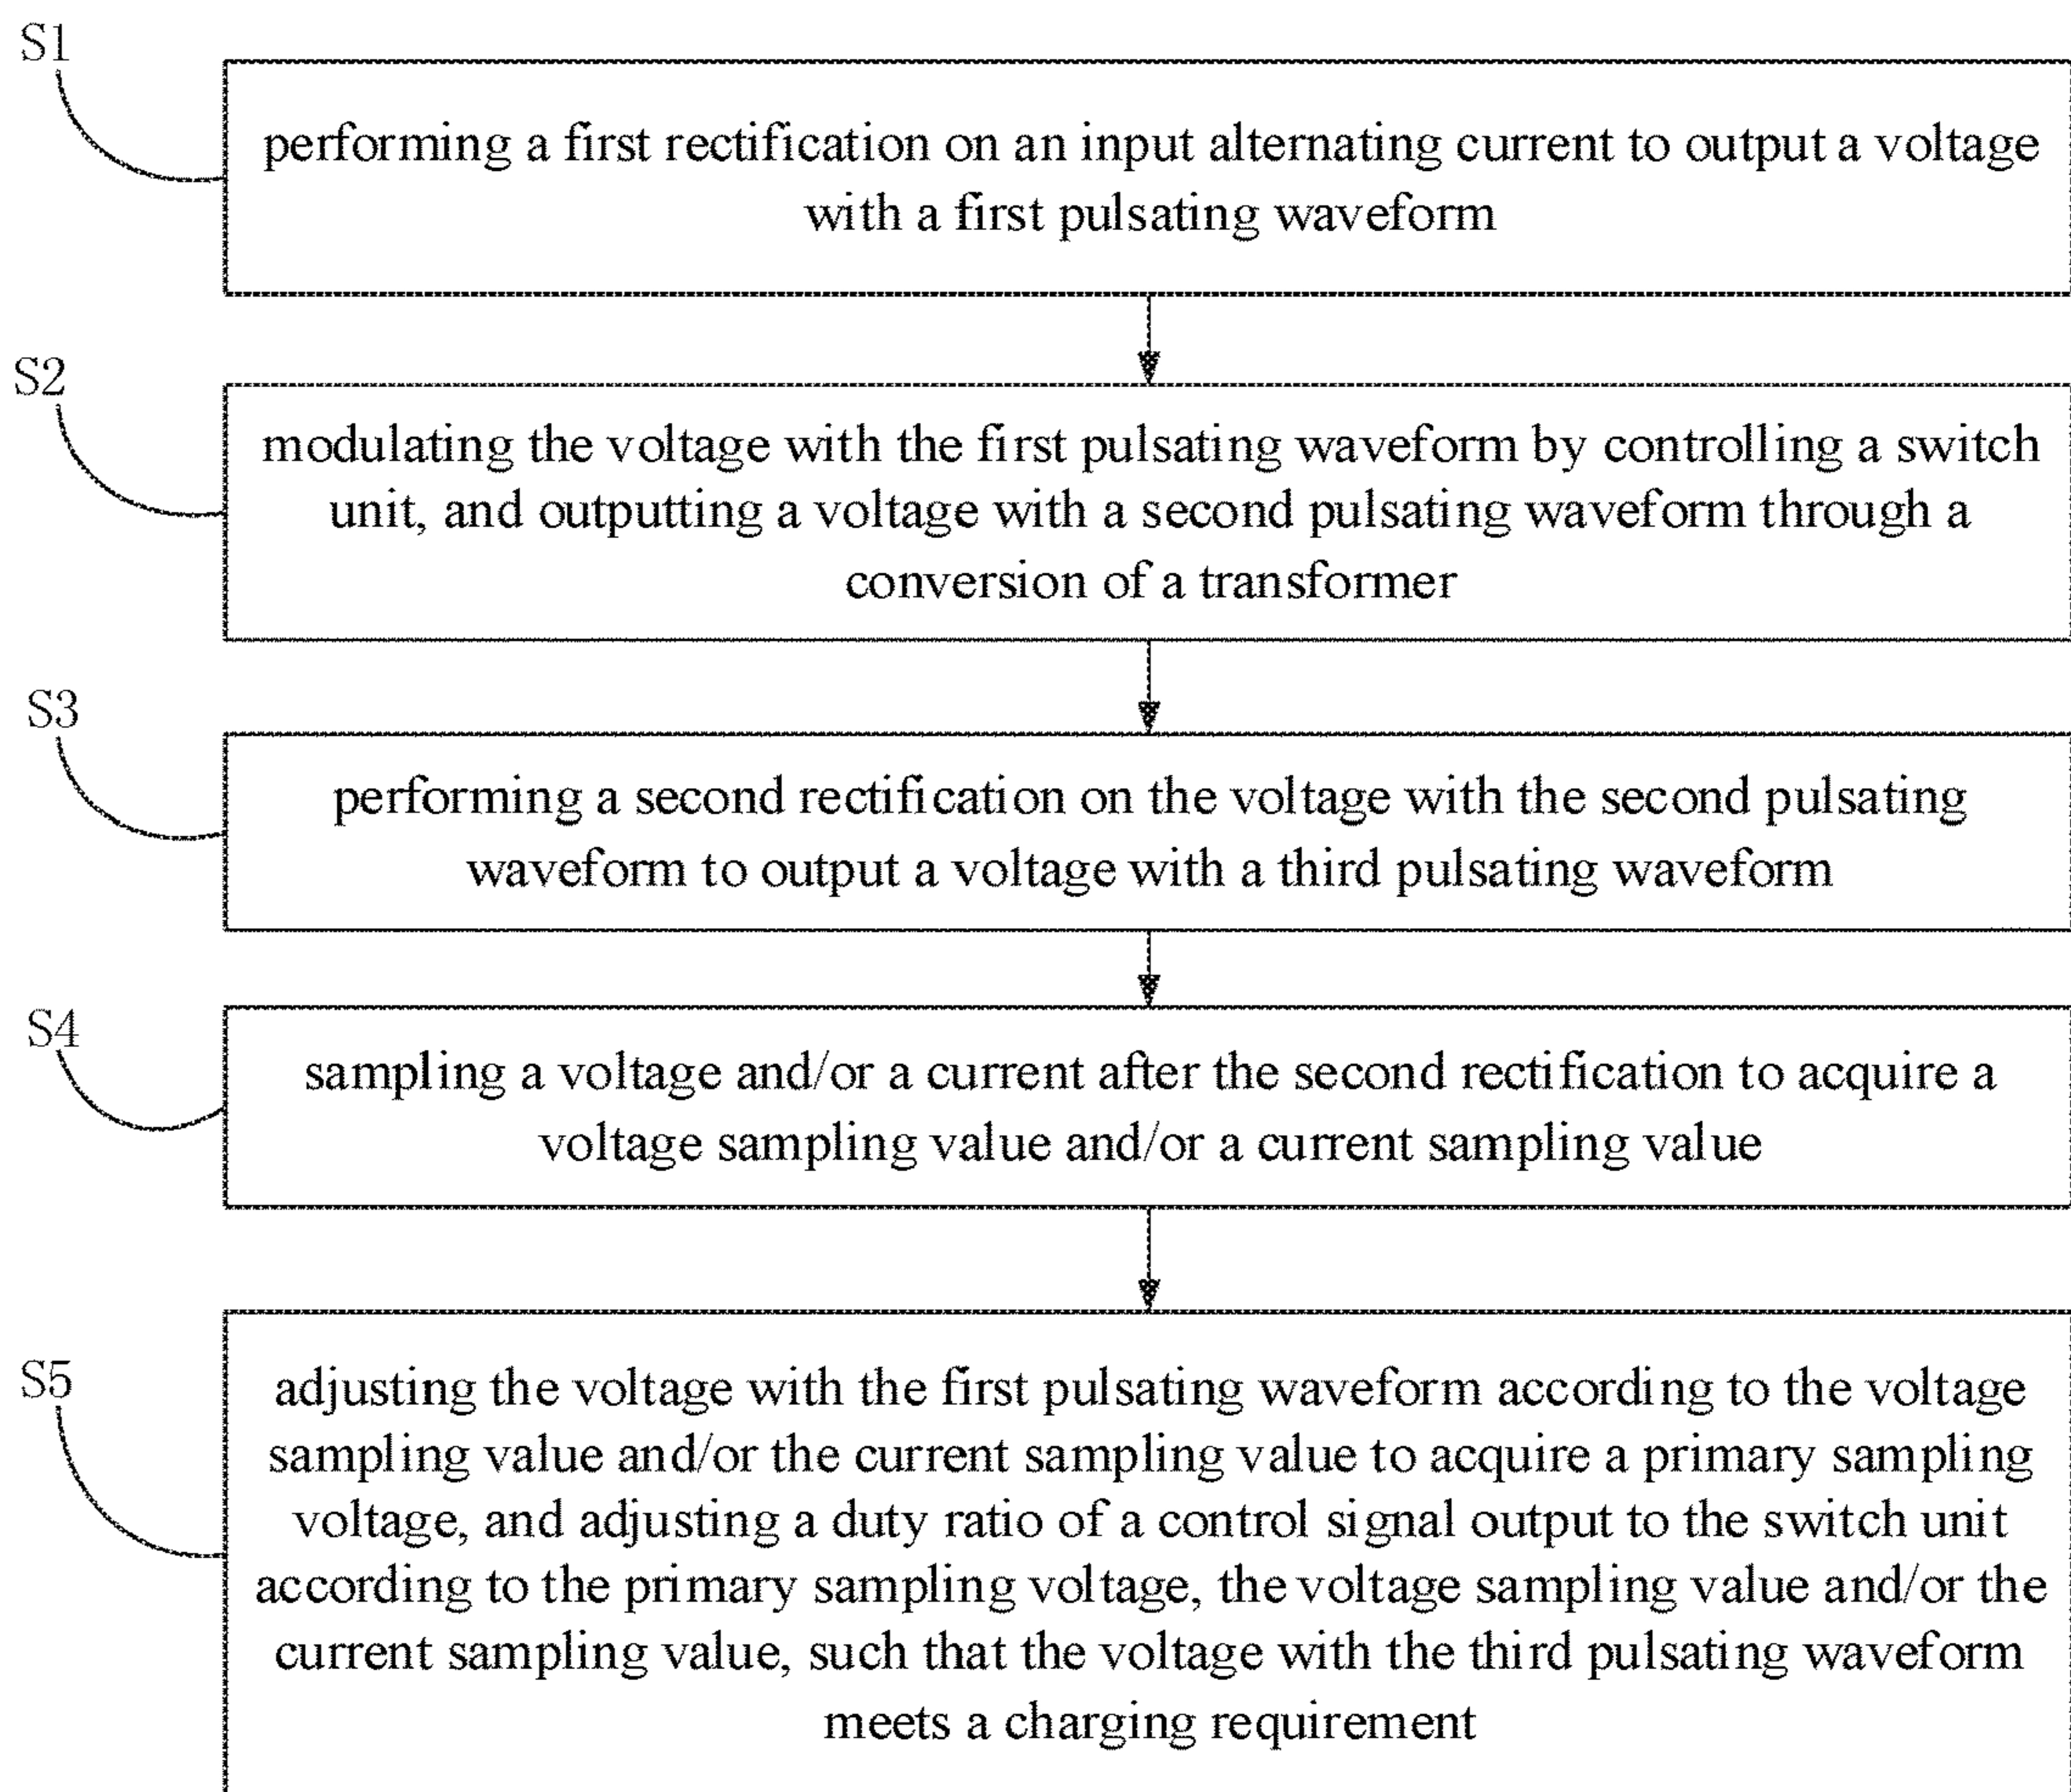 S1
performing a first rectification on an input alternating current to output a voltage
with a first pulsating waveform
S2
modulating the voltage with the first pulsating waveform by controlling a switch
unit, and outputting a voltage with a second pulsating waveform through a
conversion of a transformer
S3
performing a second rectification on the voltage with the second pulsating
waveform to output a voltage with a third pulsating waveform
S4
sampling a voltage and/or a current after the second rectification to acquire a
voltage sampling value and/or a current sampling value
S5
adjusting the voltage with the first pulsating waveform according to the voltage
sampling value and/or the current sampling value to acquire a primary sampling
voltage, and adjusting a duty ratio of a control signal output to the switch unit
according to the primary sampling voltage, the voltage sampling value and/or the
current sampling value, such that the voltage with the third pulsating waveform
meets a charging requirement